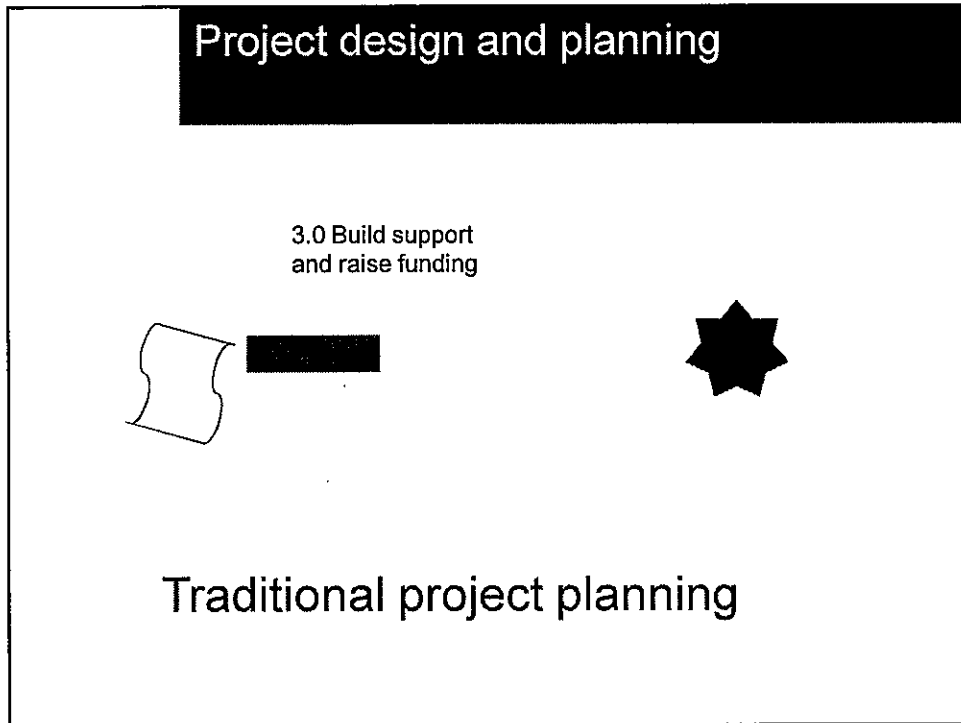 Project design and planning
3.0 Build support
and raise funding
Traditional project planning